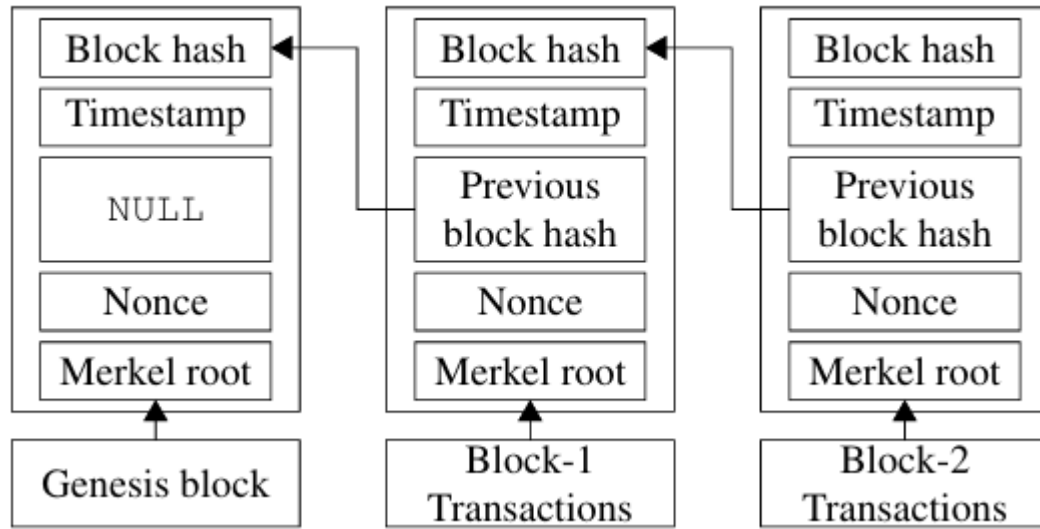 Block hash
Timestamp
NULL
Nonce
Merkel root
Genesis block
Block hash
Timestamp
Previous
block hash
Nonce
Merkel root
Block-1
Transactions
Block hash
Timestamp
Previous
block hash
Nonce
Merkel root
Block-2
Transactions